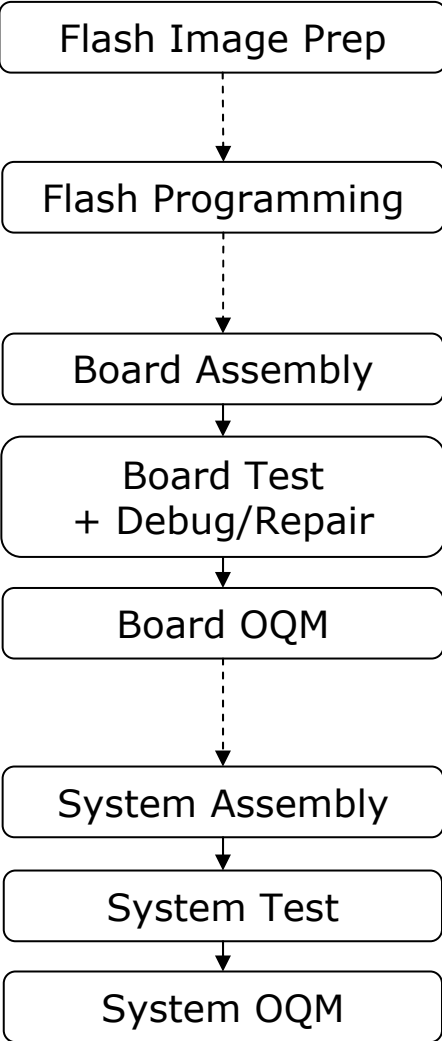 Flash Image Prep
Flash Programming
Board Assembly
Board Test
+ Debug/Repair
Board OQM
System Assembly
System Test
System OQM